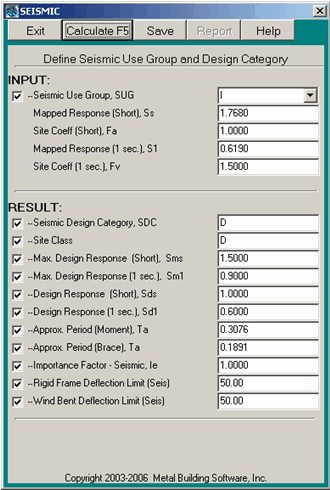 SEISMIC
Exit Calculate F5 Save Report Help
Define Seismic Use Group and Design Category
INPUT:
--Seismic Use Group, SUG I
Mapped Response (Short), Ss 1.7680
Site Coeff (Short), Fa 1.0000
Mapped Response (1 sec.), S1 0.6190
Site Coeff (1 sec.), Fv 1.5000
RESULT:
--Seismic Design Category, SDC D
--Site Class D
--Max. Design Response (Short), Sms 1.5000
--Max. Design Response (1 sec.), Sm1 0.9000
--Design Response (Short), Sds 1.0000
--Design Response (1 sec.), Sd1 0.6000
--Approx. Period (Moment), Ta 0.3076
--Approx. Period (Brace), Ta 0.1891
--Importance Factor - Seismic, Ie 1.0000
--Rigid Frame Deflection Limit (Seis) 50.00
--Wind Bent Deflection Limit (Seis) 50.00
Copyright 2003-2006 Metal Building Software, Inc.